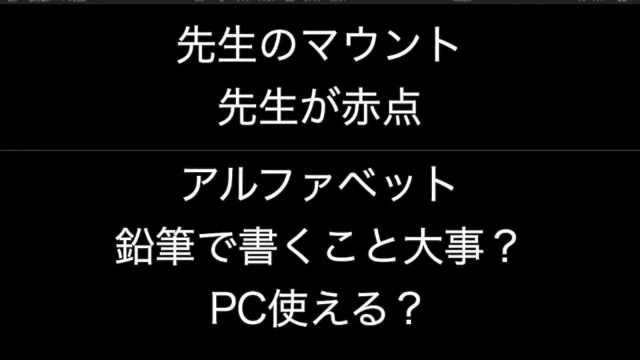 先生のマウント
先生が赤点
アルファベット
鉛筆で書くこと大事？
PC使える？